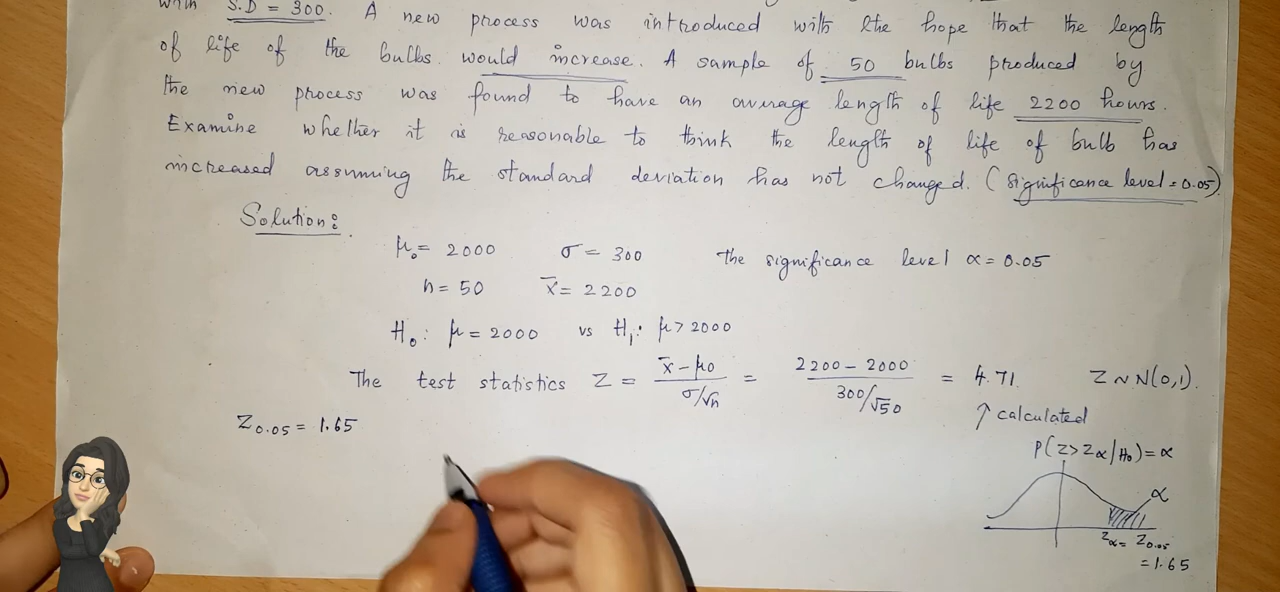 with S.D = 300. A new process was introduced with the hope that the length
of life of the bulbs would increase. A sample of 50 bulbs produced by
the new process was found to have an average length of life 2200 hours.
Examine whether it is reasonable to think the length of life of bulb has
increased assuming the standard deviation has not changed. (Significance level = 0.05)
Solution:
μ₀ = 2000 σ = 300 The significance level α = 0.05
n = 50 x̄ = 2200
H₀: μ = 2000 vs H₁: μ > 2000
The test statistics Z = (x̄ - μ₀)/(σ/√n) = (2200 - 2000)/(300/√50) = 4.71. Z ~ N(0,1).
↑ calculated
Z₀.₀₅ = 1.65
P(Z > Zα/H₀) = α
α
Zα = Z₀.₀₅
= 1.65